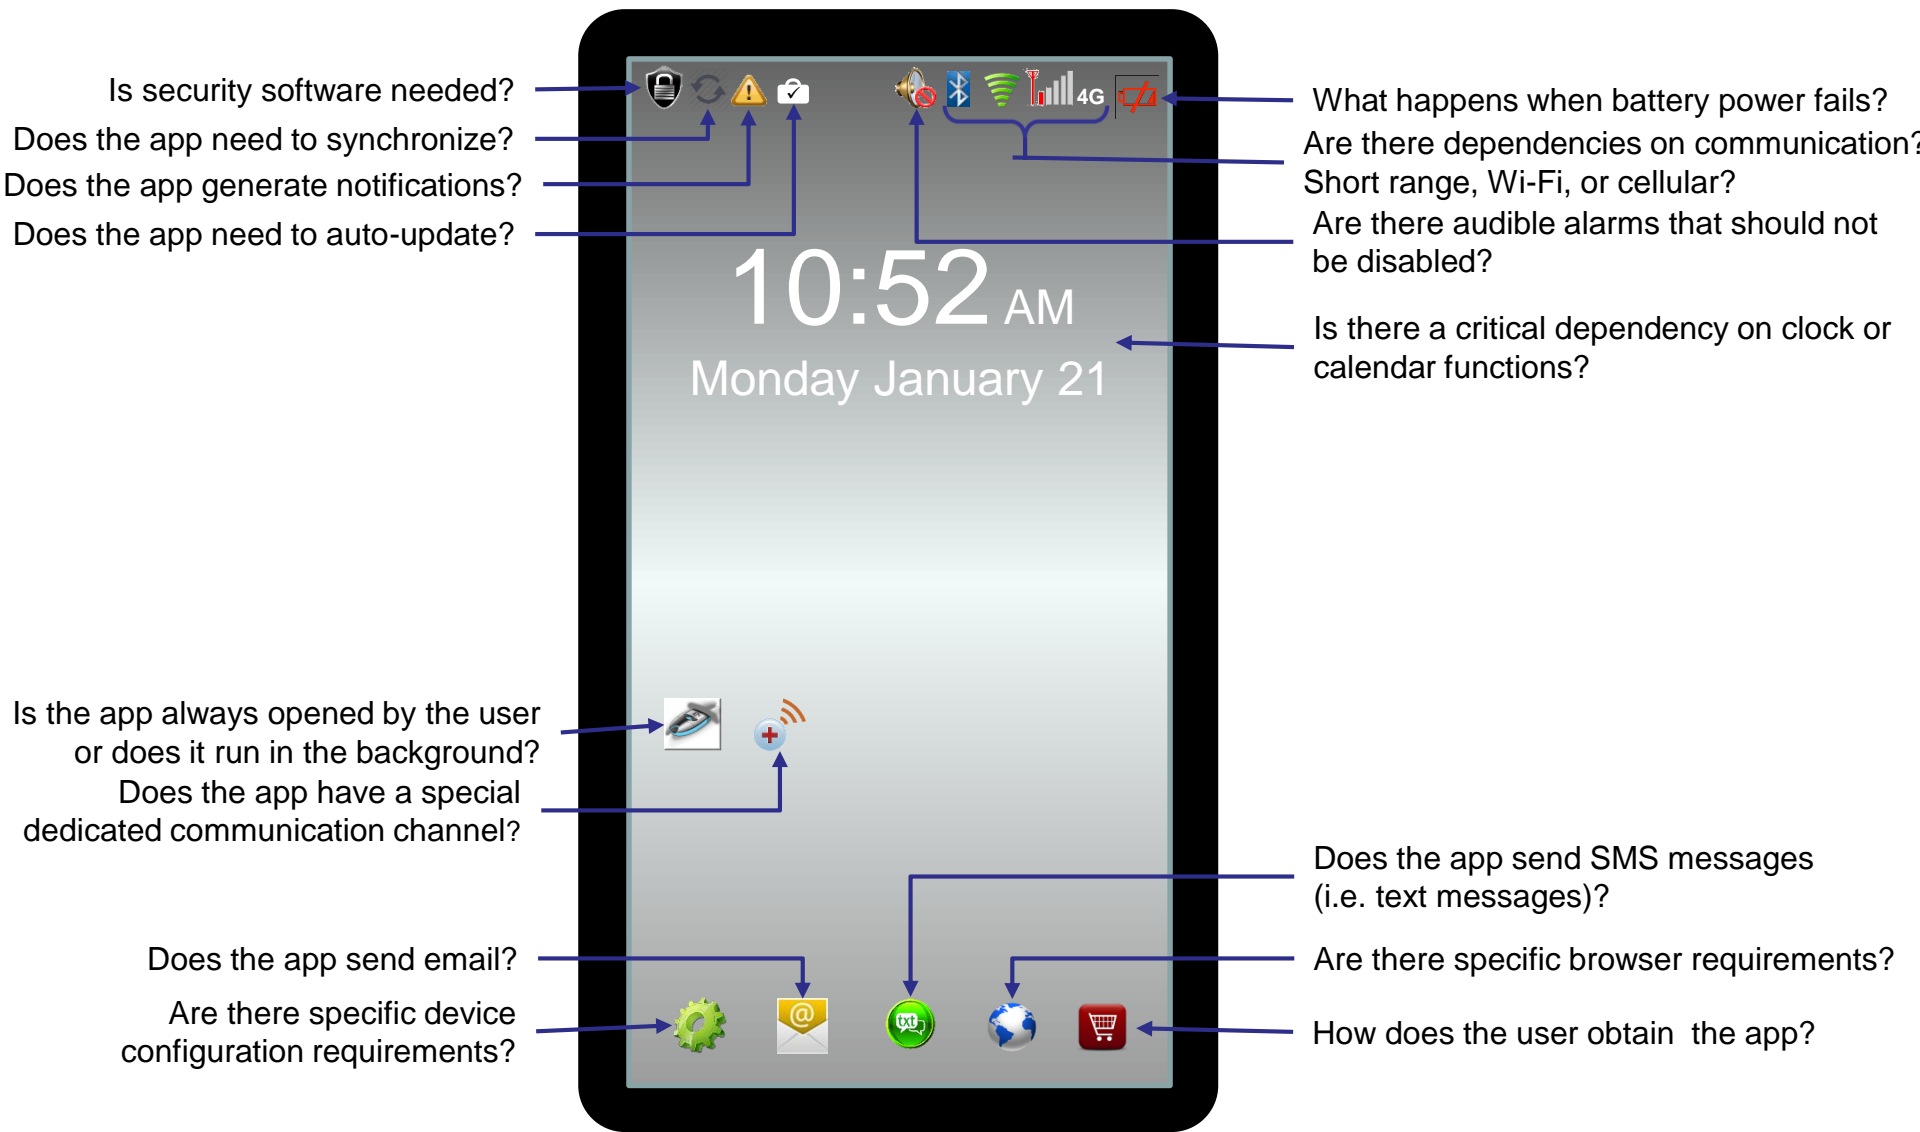 Is security software needed?
Does the app need to synchronize?
Does the app generate notifications?
Does the app need to auto-update?
4G
What happens when battery power fails?
Are there dependencies on communication?
Short range, Wi-Fi, or cellular?
Are there audible alarms that should not
be disabled?
10:52 AM
Monday January 21
Is there a critical dependency on clock or
calendar functions?
Is the app always opened by the user
or does it run in the background?
Does the app have a special
dedicated communication channel?
Does the app send SMS messages
(i.e. text messages)?
Does the app send email?
Are there specific browser requirements?
Are there specific device
configuration requirements?
@
txt
How does the user obtain  the app?